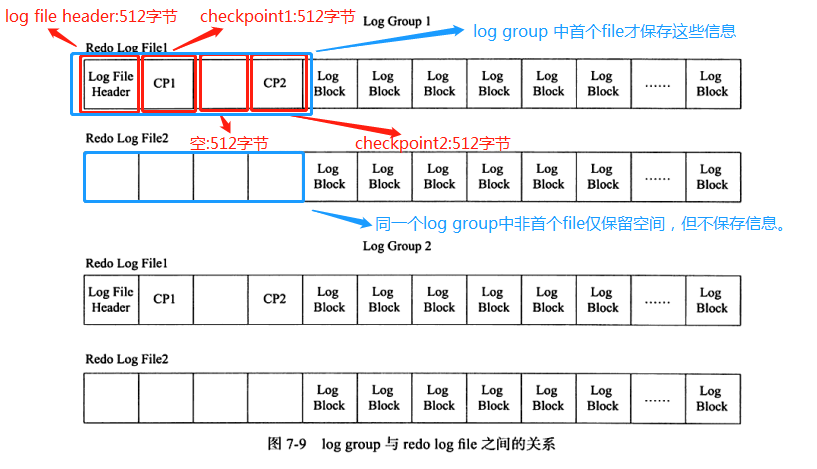 log file header:512字节
checkpoint1:512字节
Log Group 1
log group 中首个file才保存这些信息
Redo Log File1
Log File Header
CP1
CP2
Log Block
Log Block
Log Block
Log Block
Log Block
Log Block
……
Log Block
空:512字节
checkpoint2:512字节
Redo Log File2
Log Block
Log Block
Log Block
Log Block
Log Block
Log Block
……
Log Block
同一个log group中非首个file仅保留空间，但不保存信息。
Log Group 2
Redo Log File1
Log File Header
CP1
CP2
Log Block
Log Block
Log Block
Log Block
Log Block
Log Block
……
Log Block
Redo Log File2
Log Block
Log Block
Log Block
Log Block
Log Block
Log Block
……
Log Block
图 7-9 log group 与 redo log file 之间的关系